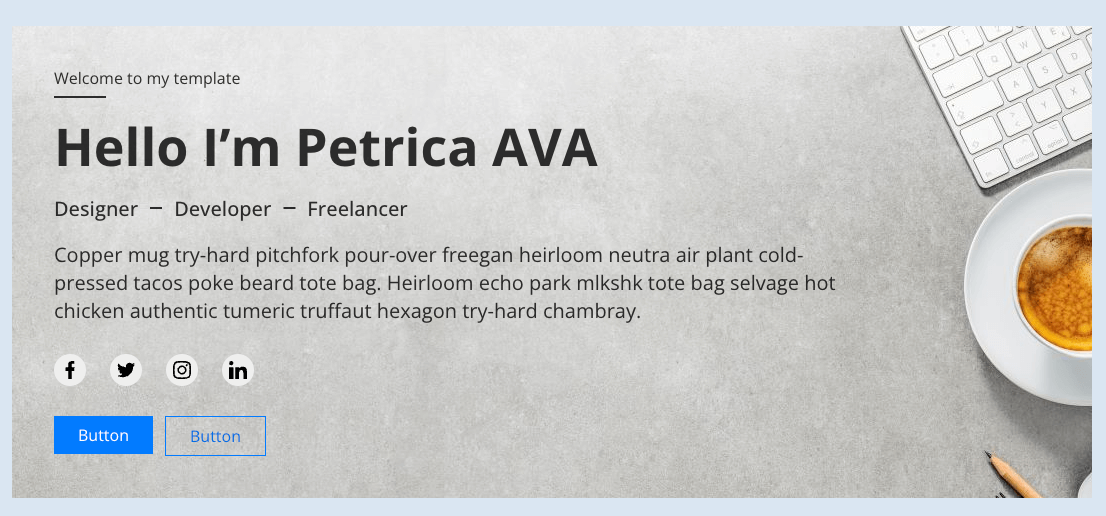 Welcome to my template
Hello I’m Petrica AVA
Designer – Developer – Freelancer
Copper mug try-hard pitchfork pour-over freegan heirloom neutra air plant cold-
pressed tacos poke beard tote bag. Heirloom echo park mlkshk tote bag selvage hot
chicken authentic tumeric truffaut hexagon try-hard chambray.
Button Button
Q W E
A S D
Y X